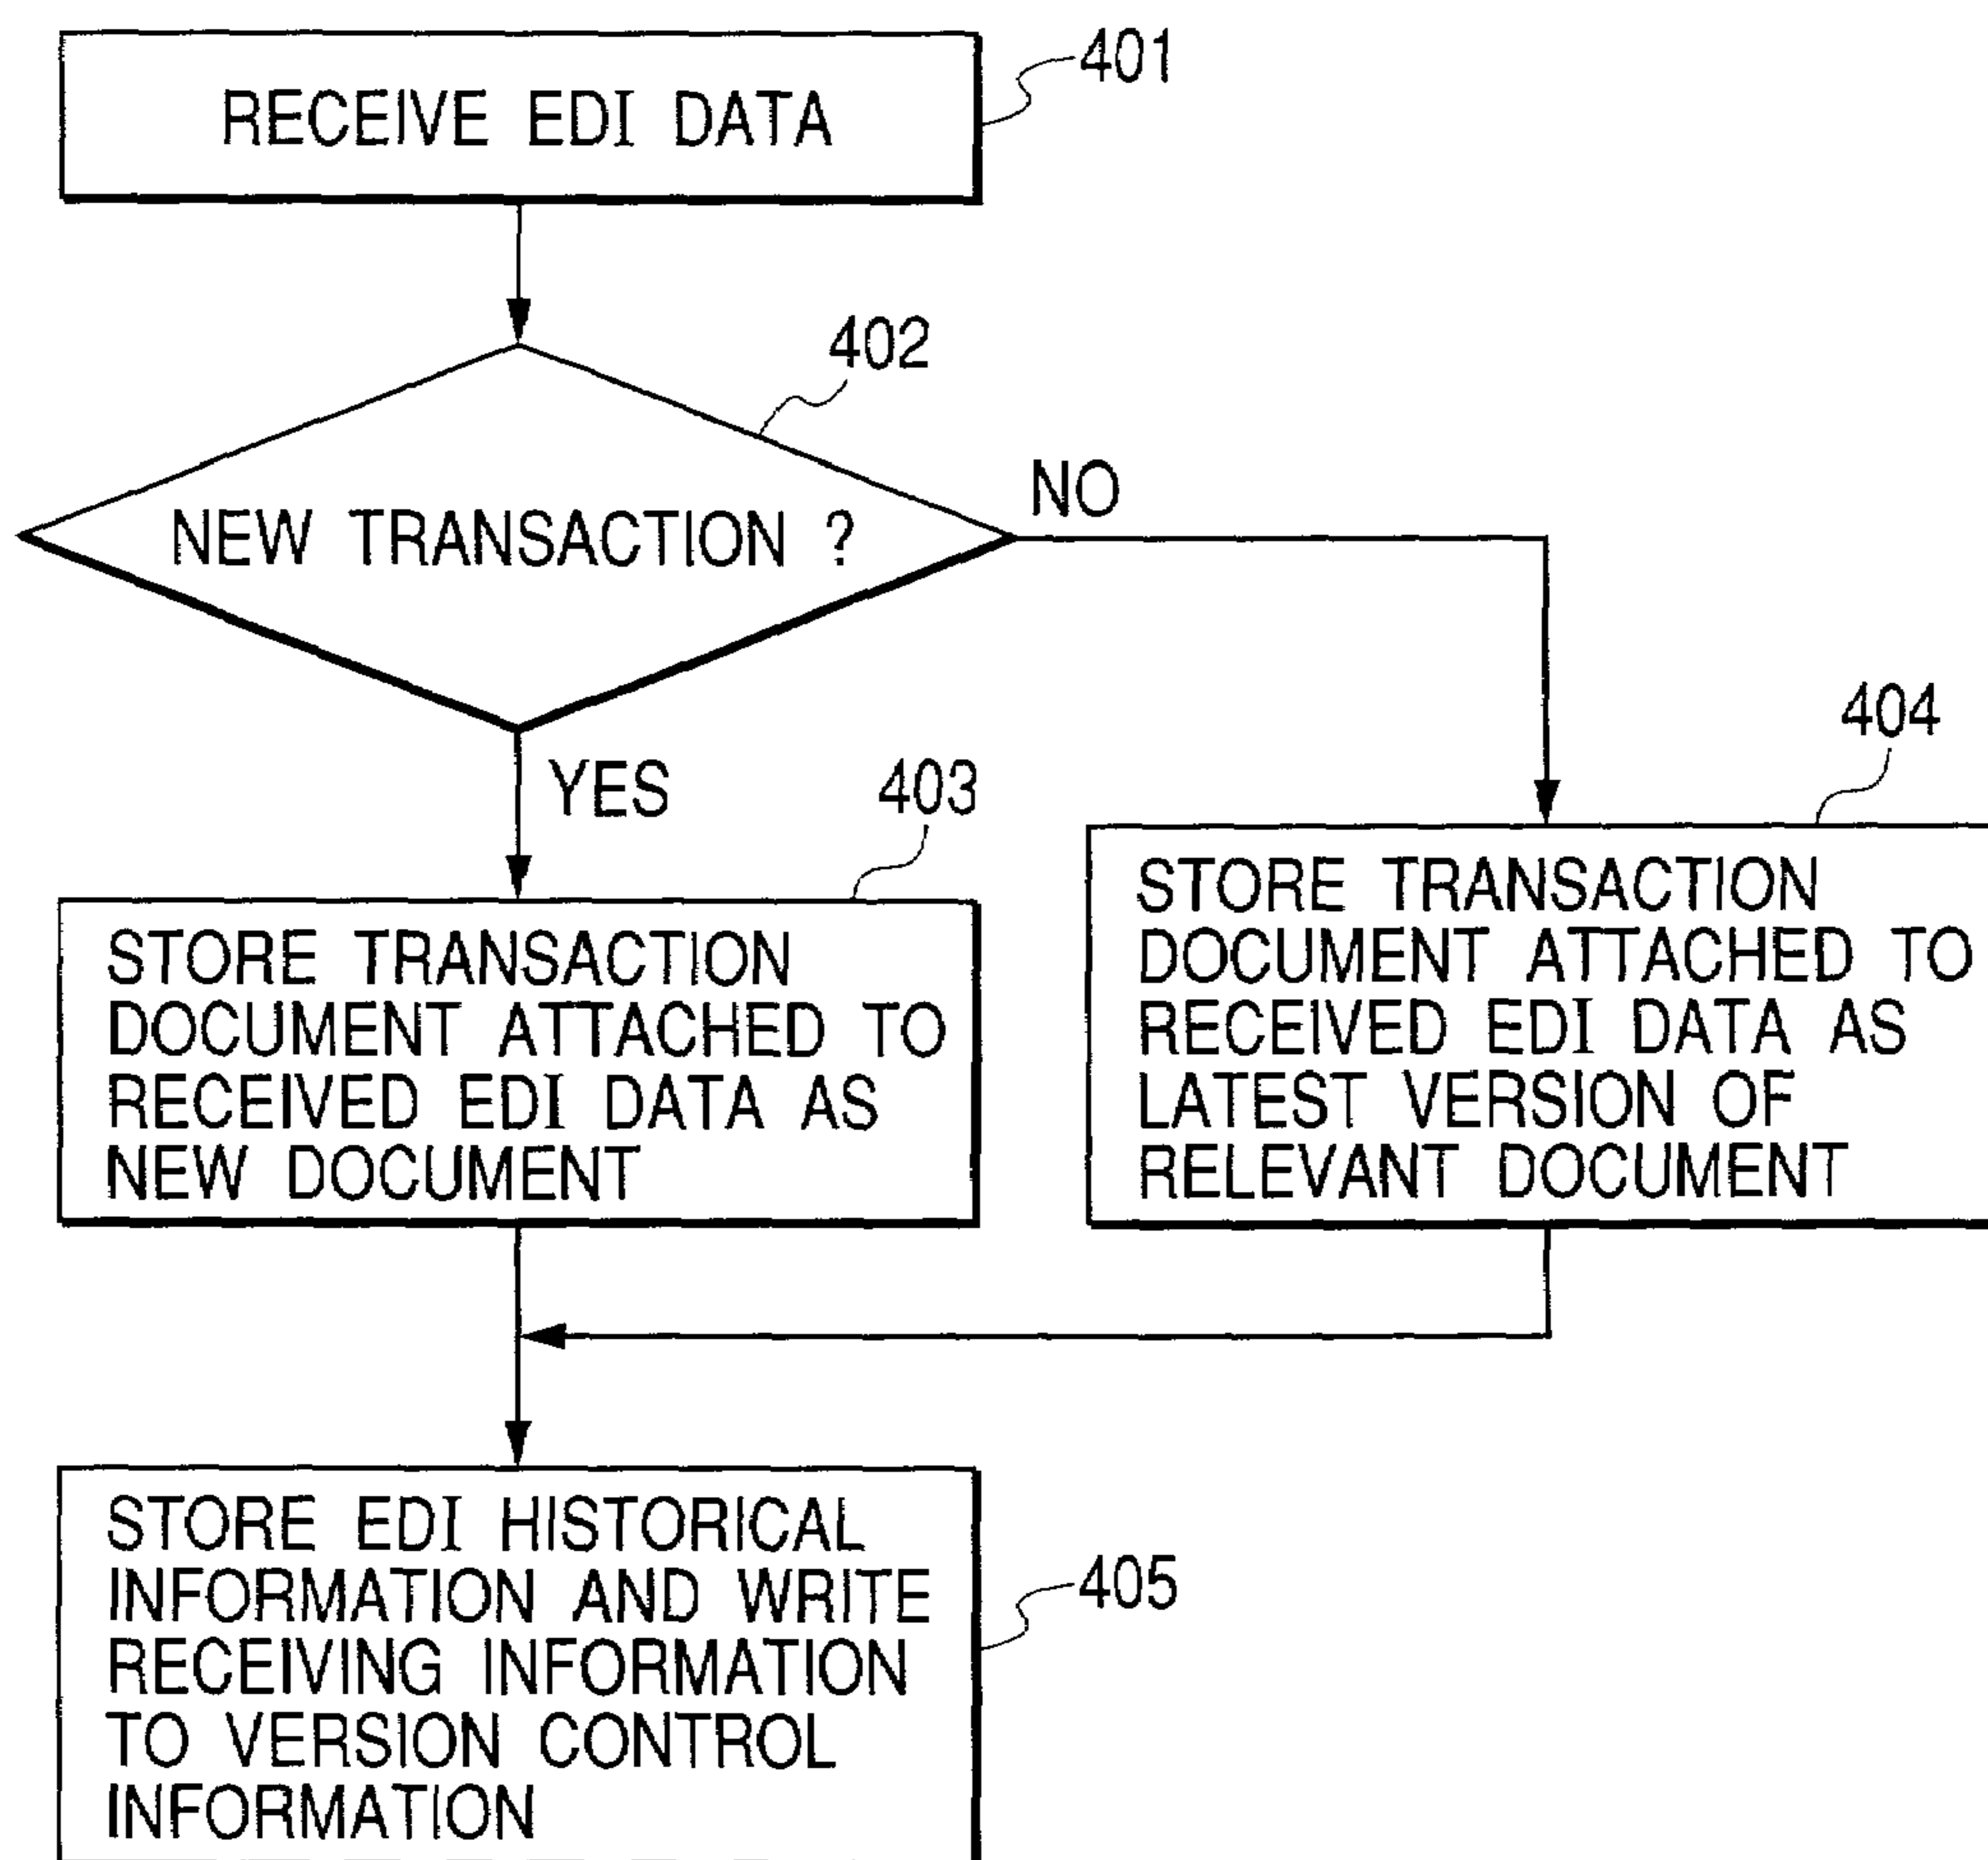 RECEIVE EDI DATA
401
402
NEW TRANSACTION ?
NO
YES
403
STORE TRANSACTION
DOCUMENT ATTACHED TO
RECEIVED EDI DATA AS
NEW DOCUMENT
404
STORE TRANSACTION
DOCUMENT ATTACHED TO
RECEIVED EDI DATA AS
LATEST VERSION OF
RELEVANT DOCUMENT
STORE EDI HISTORICAL
INFORMATION AND WRITE
RECEIVING INFORMATION
TO VERSION CONTROL
INFORMATION
405